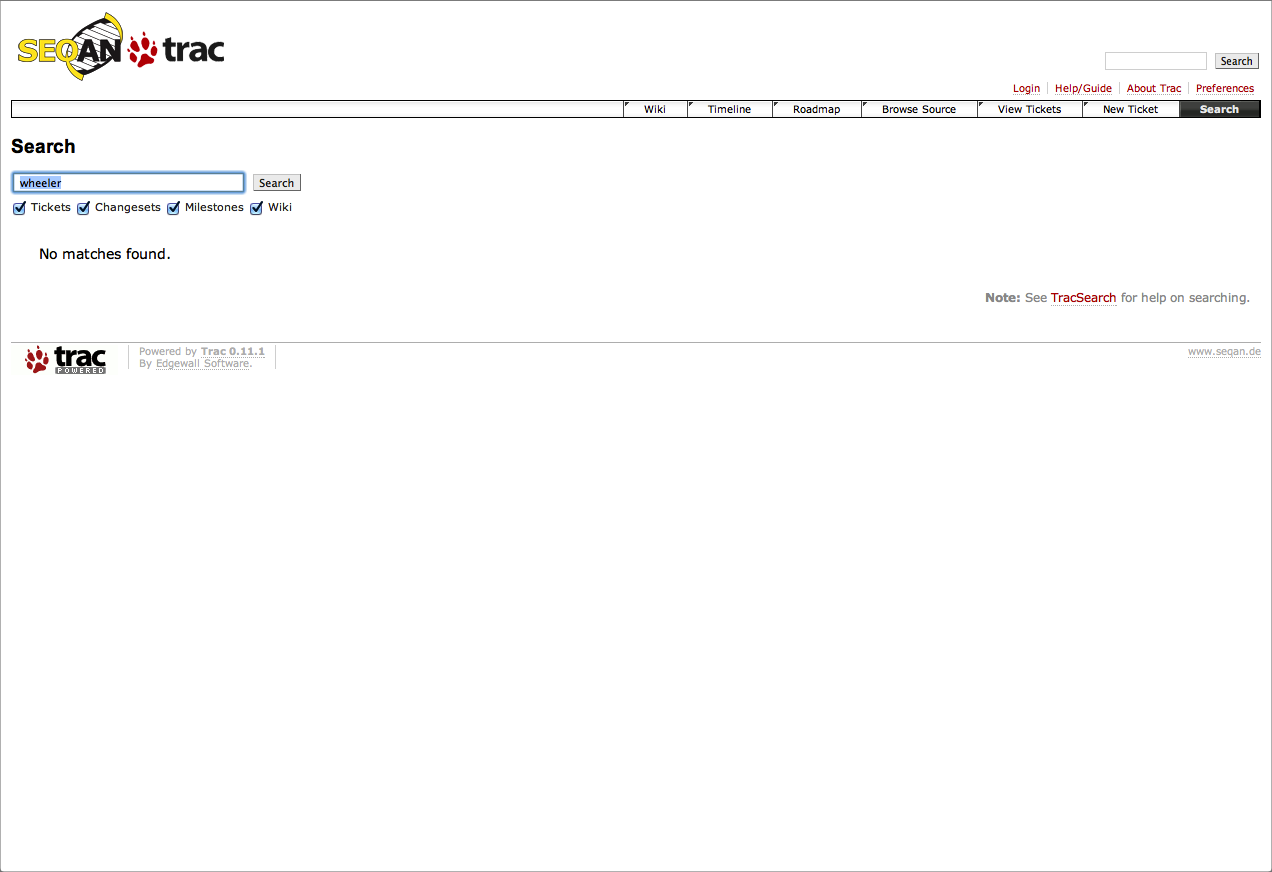 SEQAN trac
Search
Login Help/Guide About Trac Preferences
Wiki Timeline Roadmap Browse Source View Tickets New Ticket Search
Search
wheeler Search
Tickets Changesets Milestones Wiki
No matches found.
Note: See TracSearch for help on searching.
trac POWERED
Powered by Trac 0.11.1
By Edgewall Software.
www.seqan.de